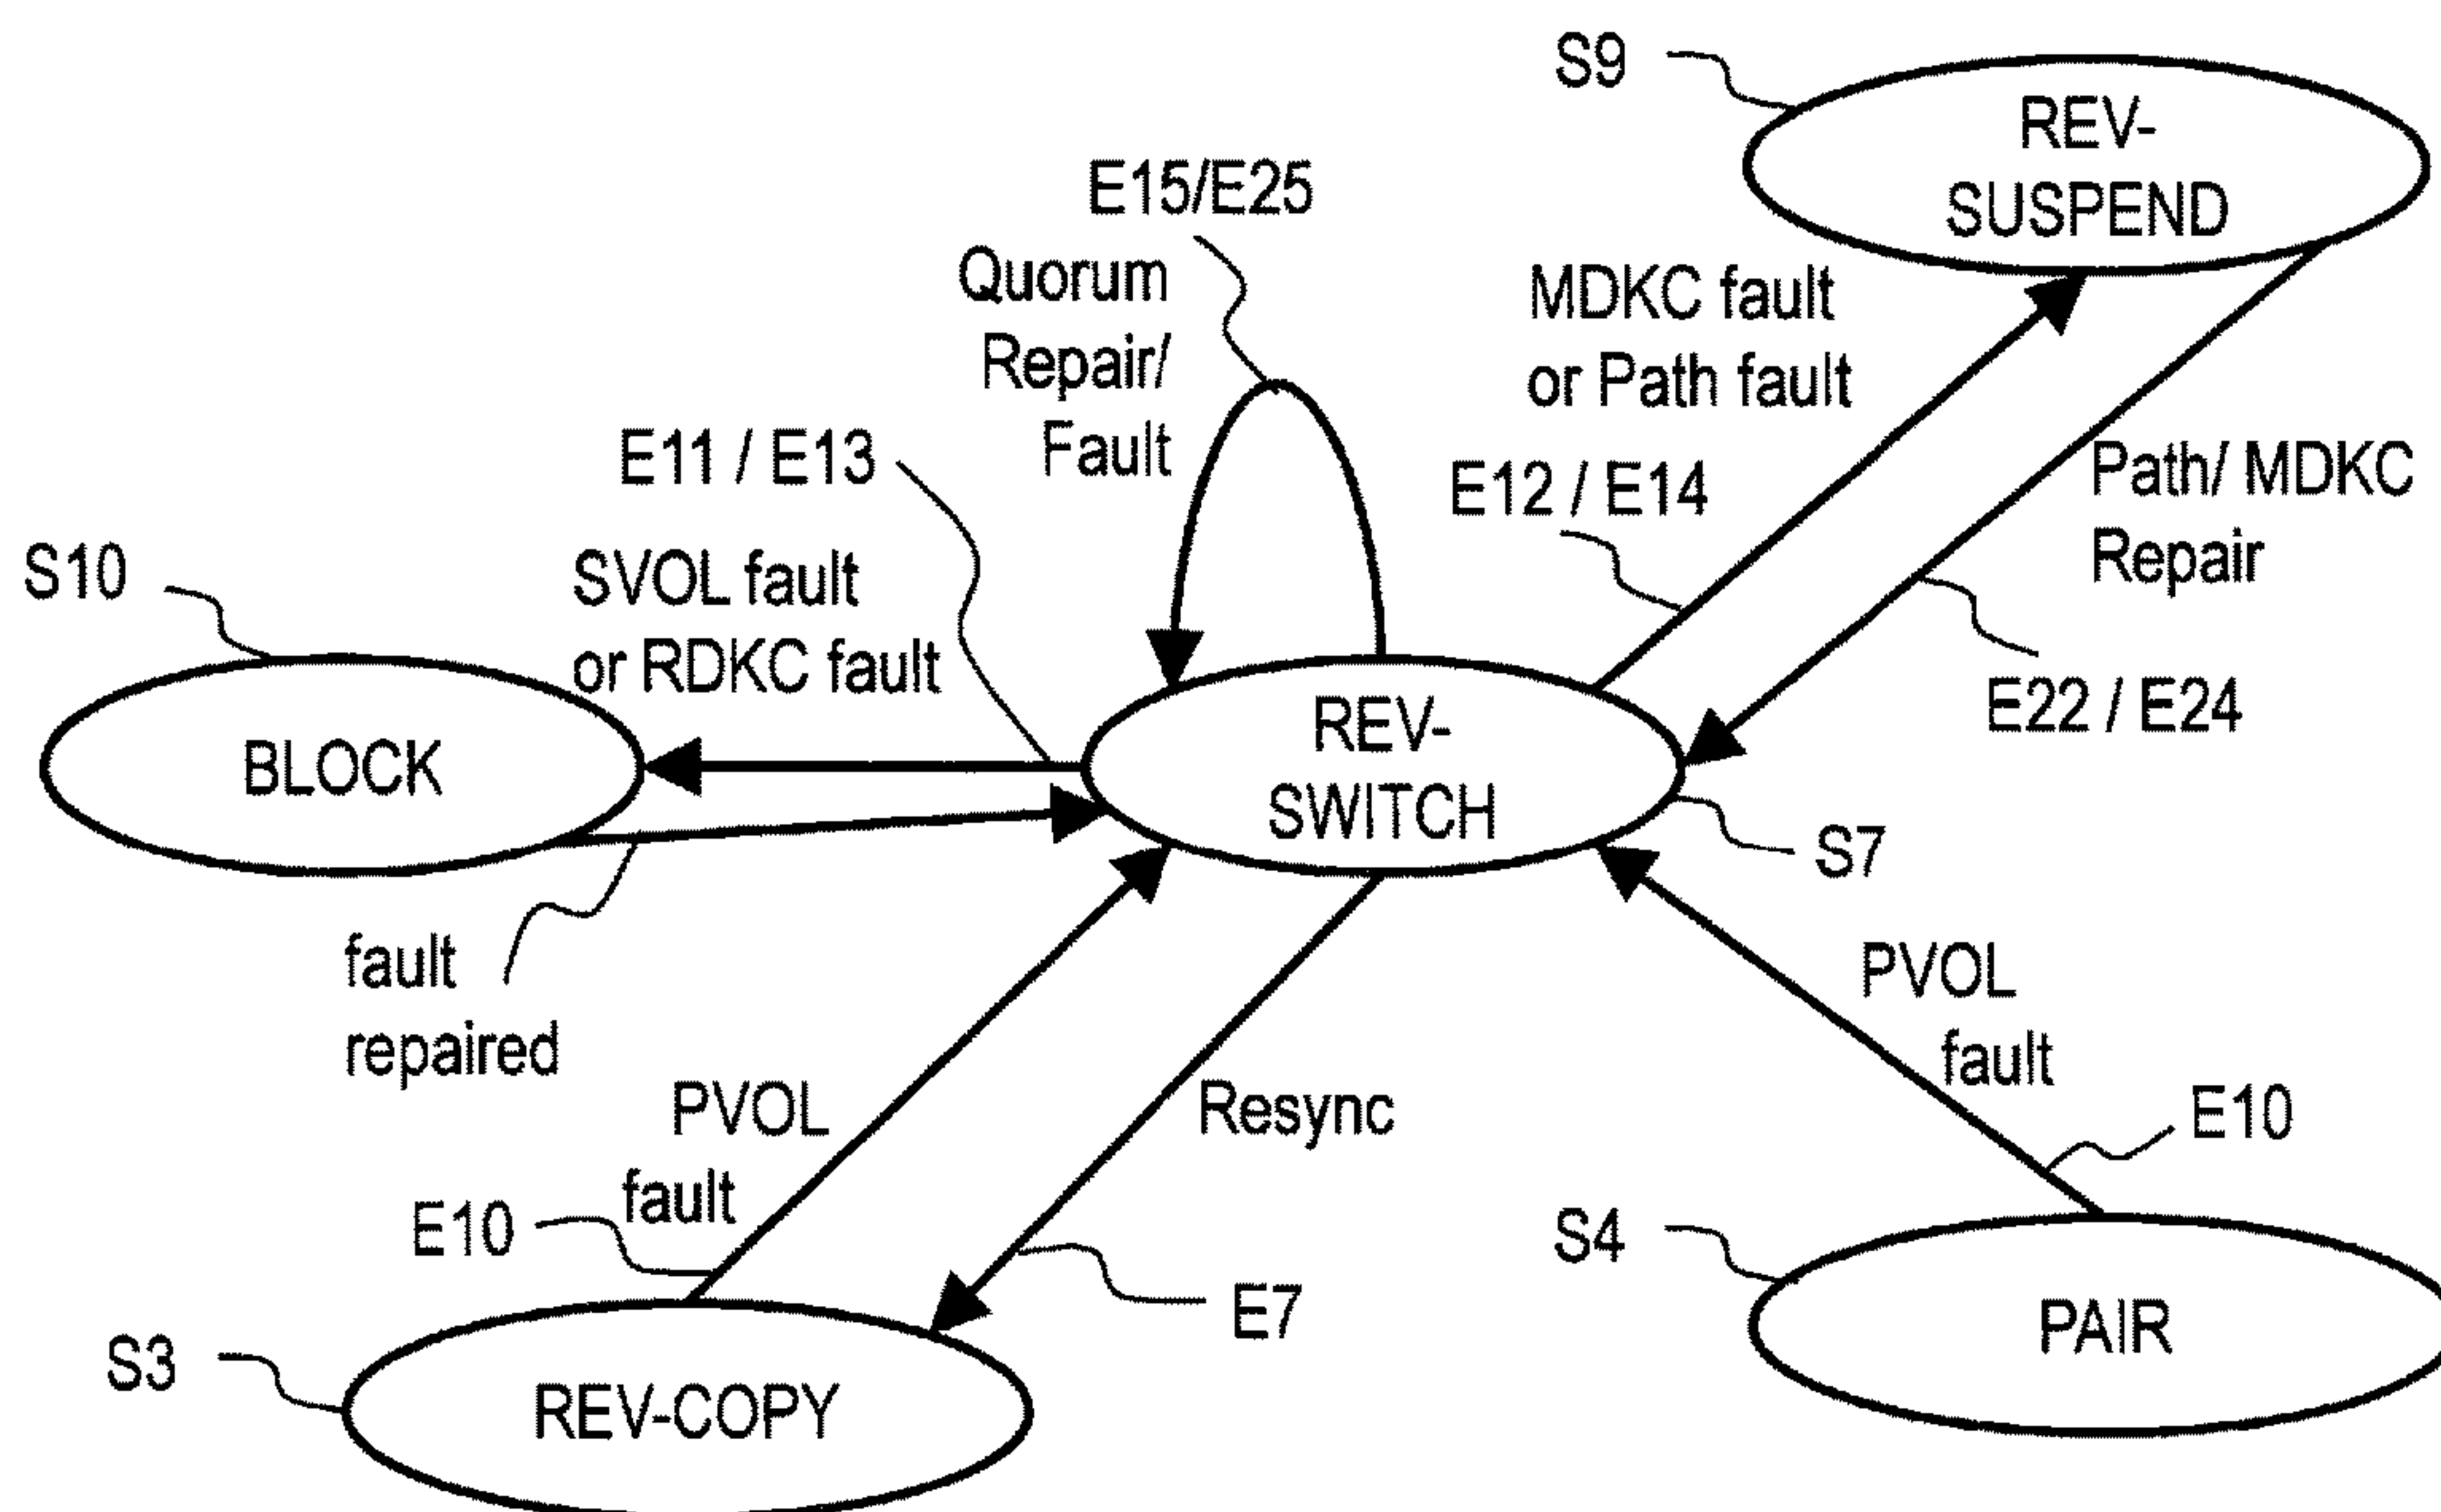 S9
REV-
SUSPEND
E15/E25
Quorum
Repair/
Fault
MDKC fault
or Path fault
E11 / E13
E12 / E14
Path/ MDKC
Repair
S10
SVOL fault
or RDKC fault
E22 / E24
BLOCK
REV-
SWITCH
S7
fault
repaired
PVOL
fault
PVOL
fault
Resync
E10
E10
S4
E7
PAIR
S3
REV-COPY